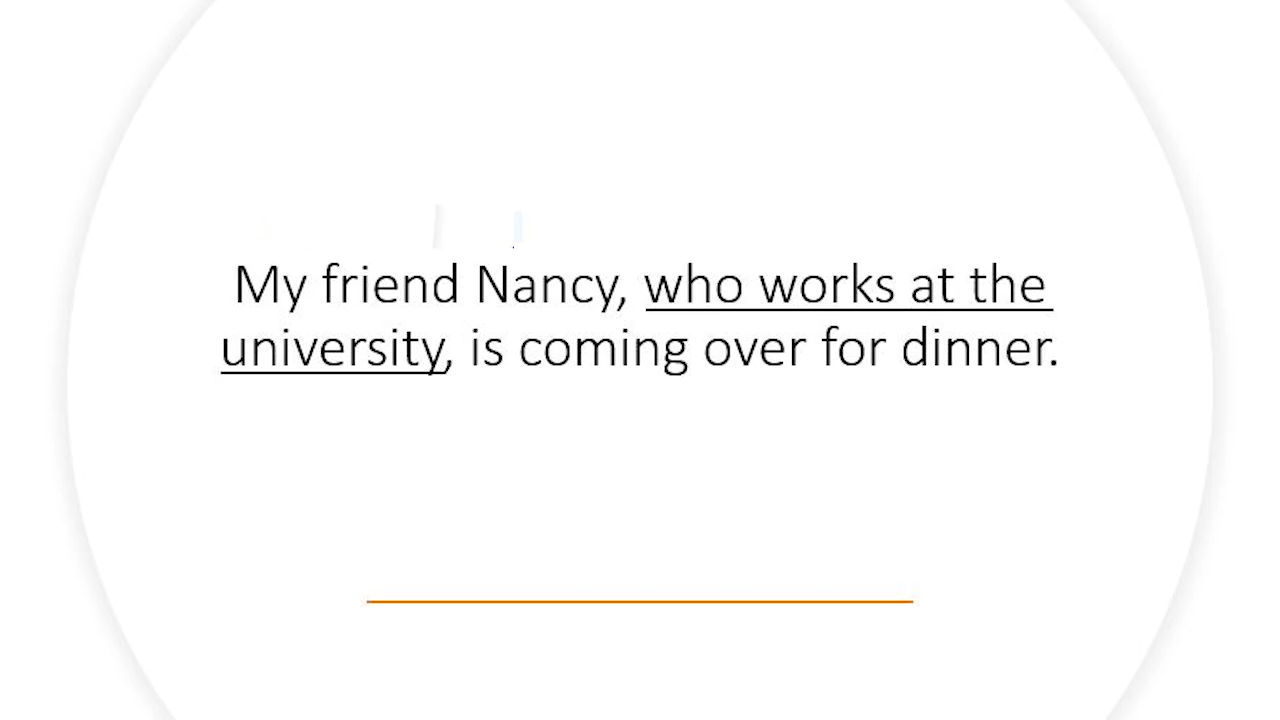 My friend Nancy, who works at the
university, is coming over for dinner.